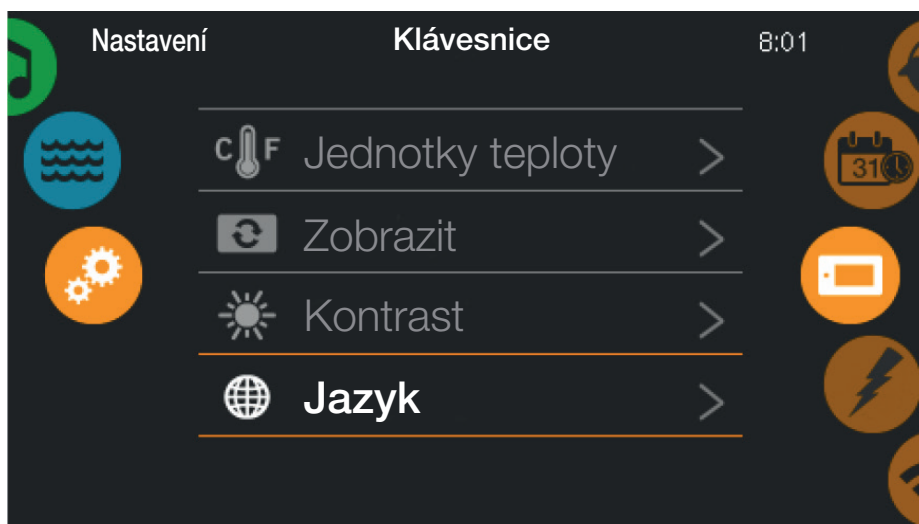 Nastavení Klávesnice 8:01
C F Jednotky teploty
31
Zobrazit
Kontrast
Jazyk